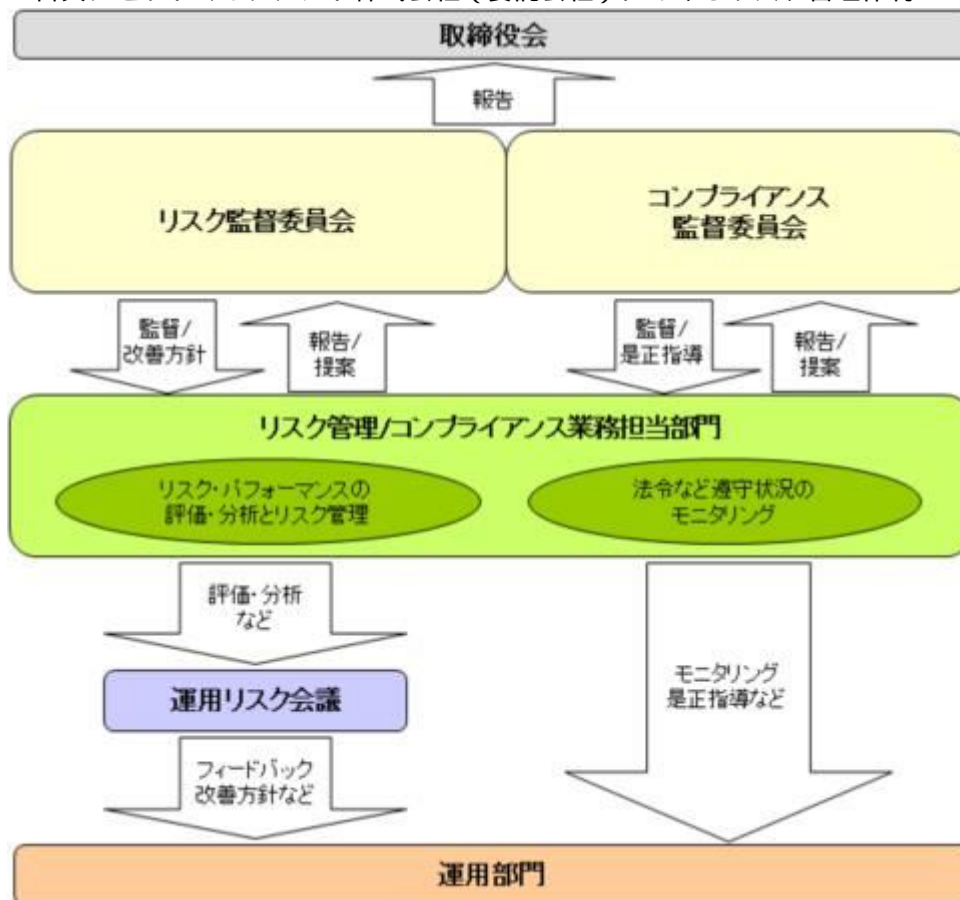 取締役会
報告
リスク監督委員会
コンプライアンス
監督委員会
監督/
改善方針
報告/
提案
監督/
是正指導
報告/
提案
リスク管理/コンプライアンス業務担当部門
リスク・パフォーマンスの
評価・分析とリスク管理
法令など遵守状況の
モニタリング
評価・分析
など
運用リスク会議
モニタリング
是正指導など
フィードバック
改善方針など
運用部門